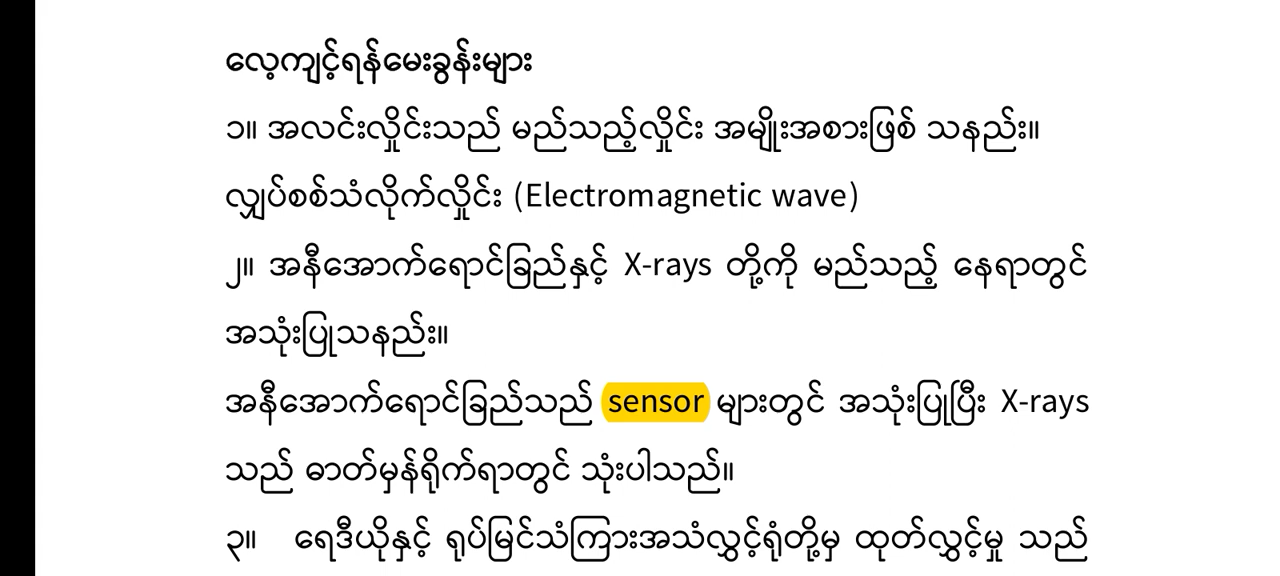 လေ့ကျင့်ရန်မေးခွန်းများ
၁။ အလင်းလှိုင်းသည် မည်သည့်လှိုင်း အမျိုးအစားဖြစ် သနည်း။
လျှပ်စစ်သံလိုက်လှိုင်း (Electromagnetic wave)
၂။ အနီအောက်ရောင်ခြည်နှင့် X-rays တို့ကို မည်သည့် နေရာတွင်
အသုံးပြုသနည်း။
အနီအောက်ရောင်ခြည်သည် sensor များတွင် အသုံးပြုပြီး X-rays
သည် ဓာတ်မှန်ရိုက်ရာတွင် သုံးပါသည်။
၃။ ရေဒီယိုနှင့် ရုပ်မြင်သံကြားအသံလွှင့်ရုံတို့မှ ထုတ်လွှင့်မှု သည်